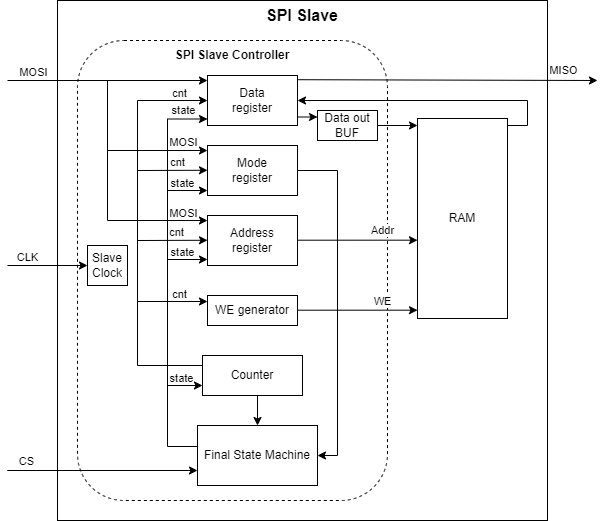 SPI Slave
SPI Slave Controller
MOSI
MISO
cnt
state
Data
register
Data out
BUF
MOSI
cnt
state
Mode
register
RAM
MOSI
cnt
state
Address
register
Addr
CLK
Slave
Clock
cnt
WE generator
WE
state
Counter
Final State Machine
CS